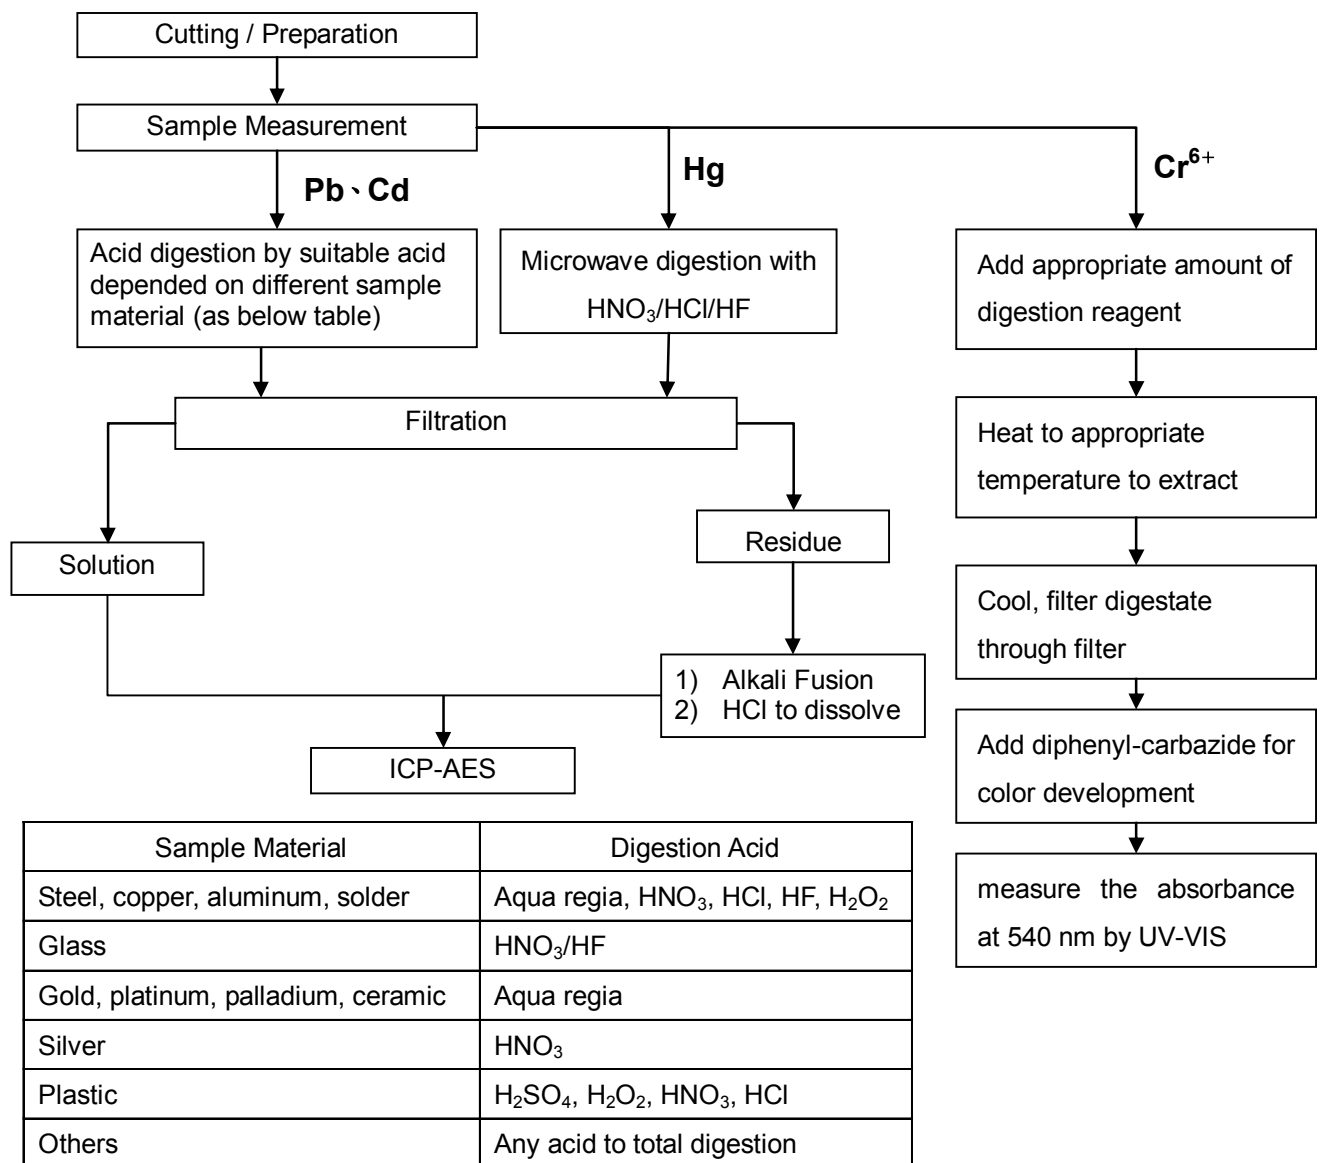 Cutting / Preparation
Sample Measurement
Pb、Cd
Hg
Cr⁶⁺
Acid digestion by suitable acid
depended on different sample
material (as below table)
Microwave digestion with
HNO₃/HCl/HF
Add appropriate amount of
digestion reagent
Filtration
Heat to appropriate
temperature to extract
Solution
Residue
Cool, filter digestate
through filter
1) Alkali Fusion
2) HCl to dissolve
ICP-AES
Add diphenyl-carbazide for
color development
measure the absorbance
at 540 nm by UV-VIS
Sample Material Digestion Acid
Steel, copper, aluminum, solder Aqua regia, HNO₃, HCl, HF, H₂O₂
Glass HNO₃/HF
Gold, platinum, palladium, ceramic Aqua regia
Silver HNO₃
Plastic H₂SO₄, H₂O₂, HNO₃, HCl
Others Any acid to total digestion